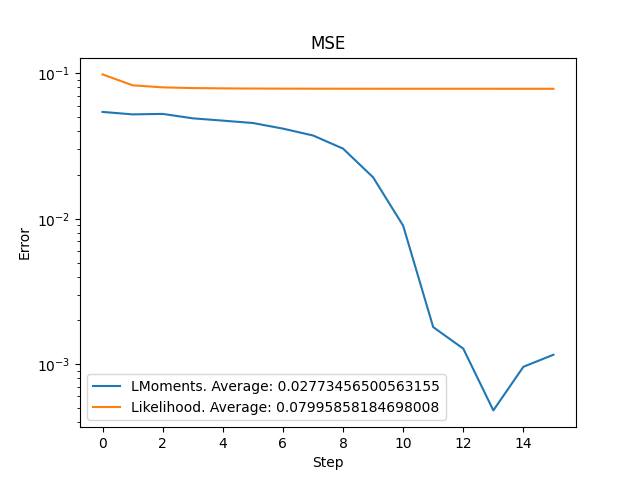 MSE
Error
10⁻¹
10⁻²
10⁻³
LMoments. Average: 0.02773456500563155
Likelihood. Average: 0.07995858184698008
0 2 4 6 8 10 12 14
Step